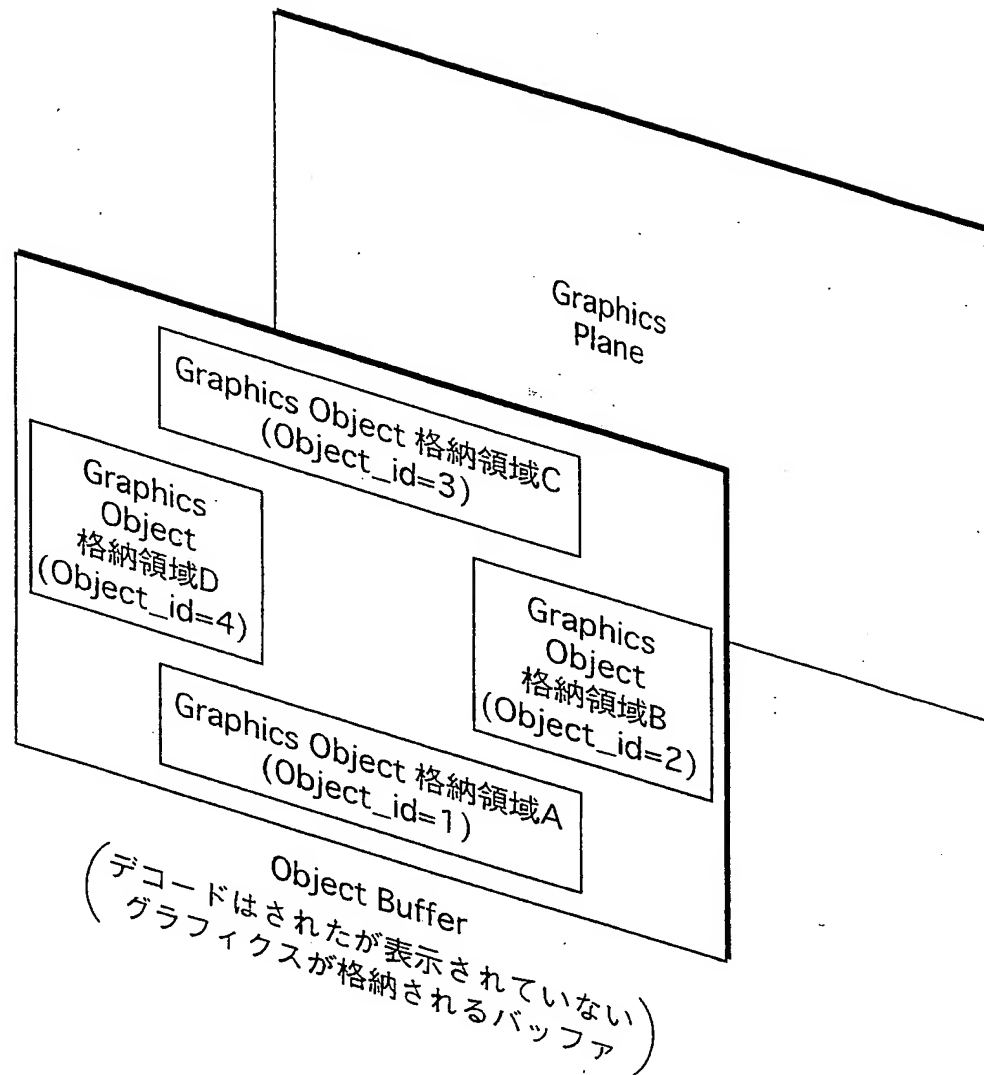 Graphics
Plane
Graphics Object 格納領域C
(Object_id=3)
Graphics
Object
格納領域D
(Object_id=4)
Graphics
Object
格納領域B
(Object_id=2)
Graphics Object 格納領域A
(Object_id=1)
Object Buffer
(デコードはされたが表示されていない
グラフィクスが格納されるバッファ)